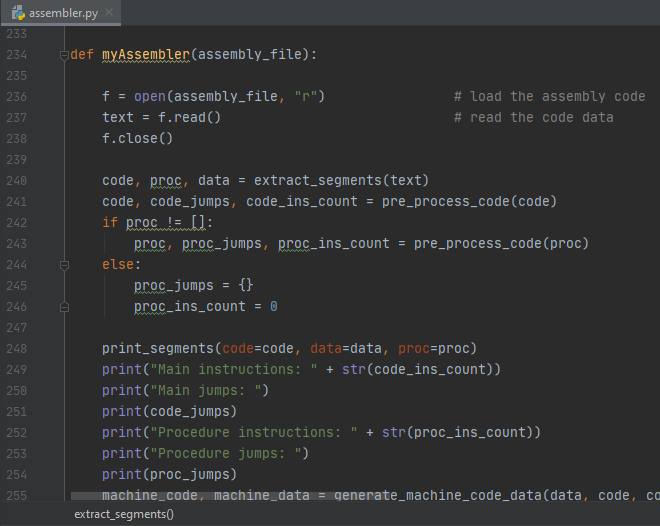 assembler.py
233
234 def myAssembler(assembly_file):
235
236 f = open(assembly_file, "r") # load the assembly code
237 text = f.read() # read the code data
238 f.close()
239
240 code, proc, data = extract_segments(text)
241 code, code_jumps, code_ins_count = pre_process_code(code)
242 if proc != []:
243 proc, proc_jumps, proc_ins_count = pre_process_code(proc)
244 else:
245 proc_jumps = {}
246 proc_ins_count = 0
247
248 print_segments(code=code, data=data, proc=proc)
249 print("Main instructions: " + str(code_ins_count))
250 print("Main jumps: ")
251 print(code_jumps)
252 print("Procedure instructions: " + str(proc_ins_count))
253 print("Procedure jumps: ")
254 print(proc_jumps)
255 machine_code, machine_data = generate_machine_code_data(data, code, co
extract_segments()